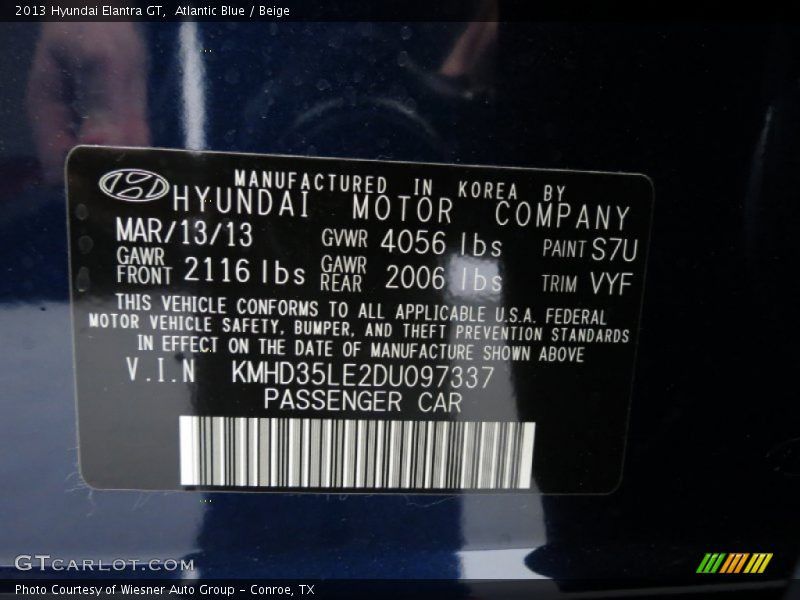 2013 Hyundai Elantra GT, Atlantic Blue / Beige
MANUFACTURED IN KOREA BY
HYUNDAI MOTOR COMPANY
MAR/13/13 GVWR 4056 lbs PAINT S7U
GAWR FRONT 2116 lbs GAWR REAR 2006 lbs TRIM VYF
THIS VEHICLE CONFORMS TO ALL APPLICABLE U.S.A. FEDERAL
MOTOR VEHICLE SAFETY, BUMPER, AND THEFT PREVENTION STANDARDS
IN EFFECT ON THE DATE OF MANUFACTURE SHOWN ABOVE
V.I.N KMHD35LE2DU097337
PASSENGER CAR
GTCARLOT.COM
Photo Courtesy of Wiesner Auto Group - Conroe, TX